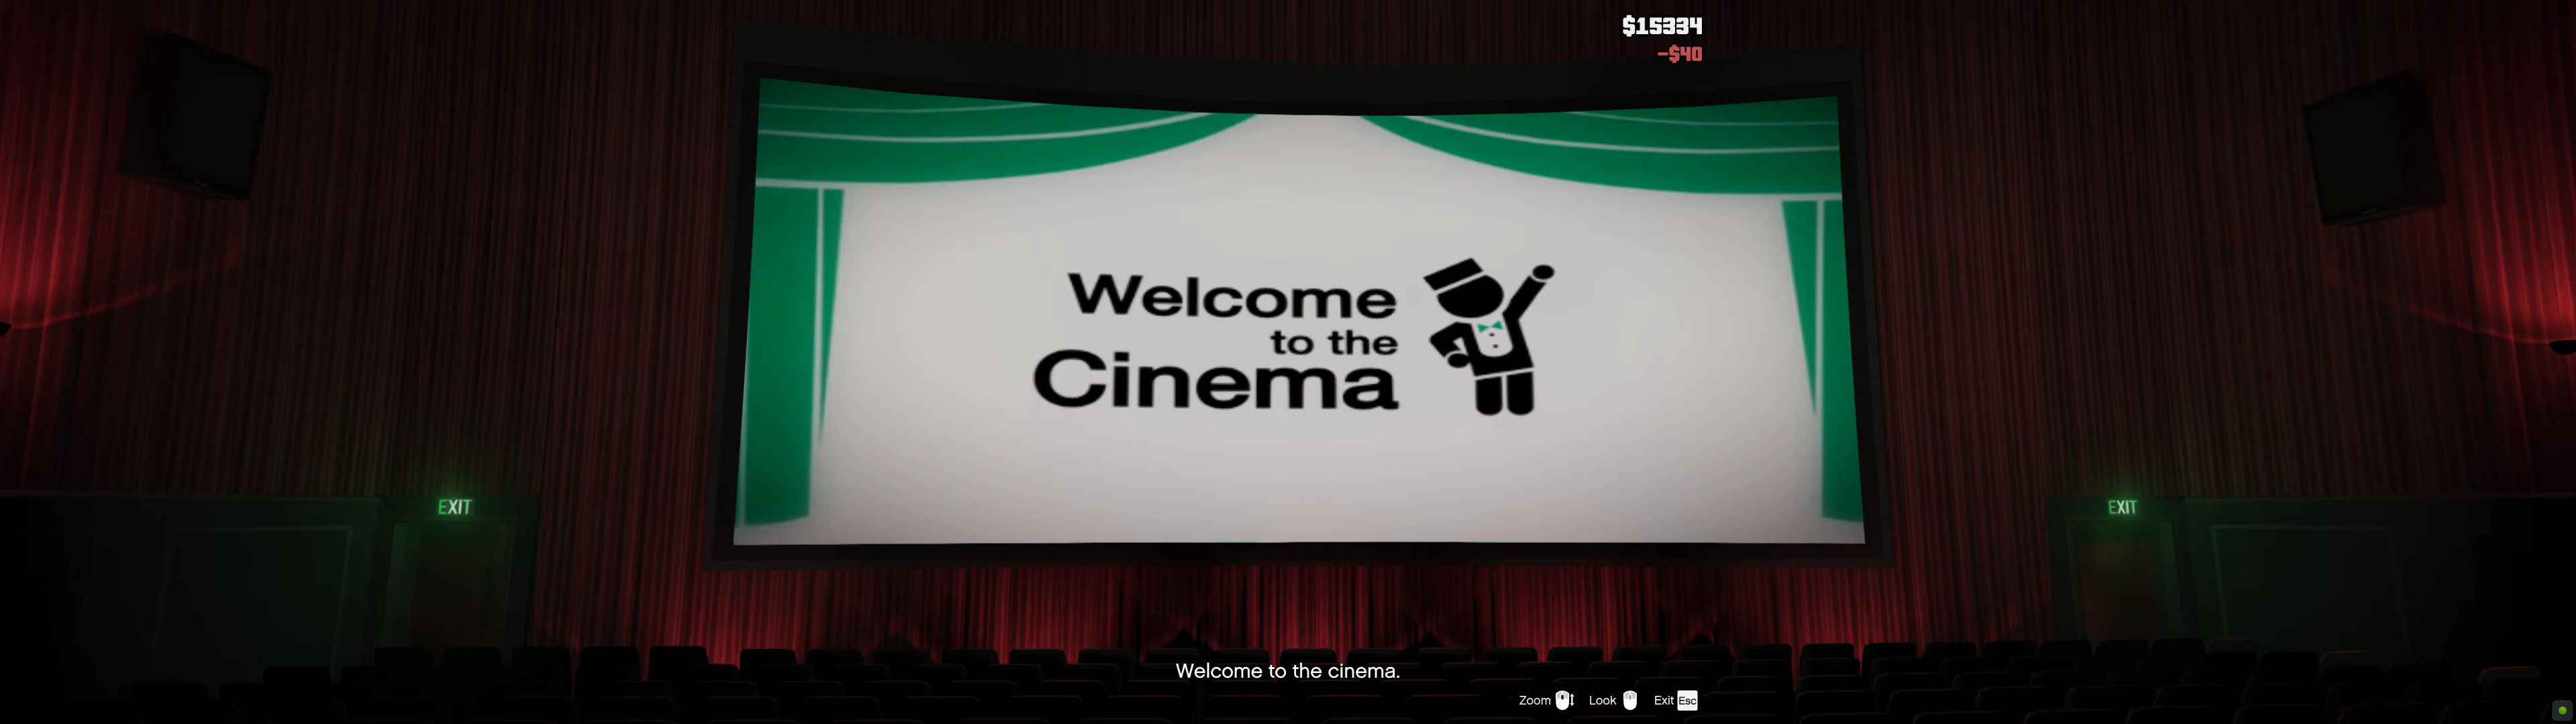 $15334
-$40
Welcome
to the
Cinema
EXIT
EXIT
Welcome to the cinema.
Zoom Look Exit Esc